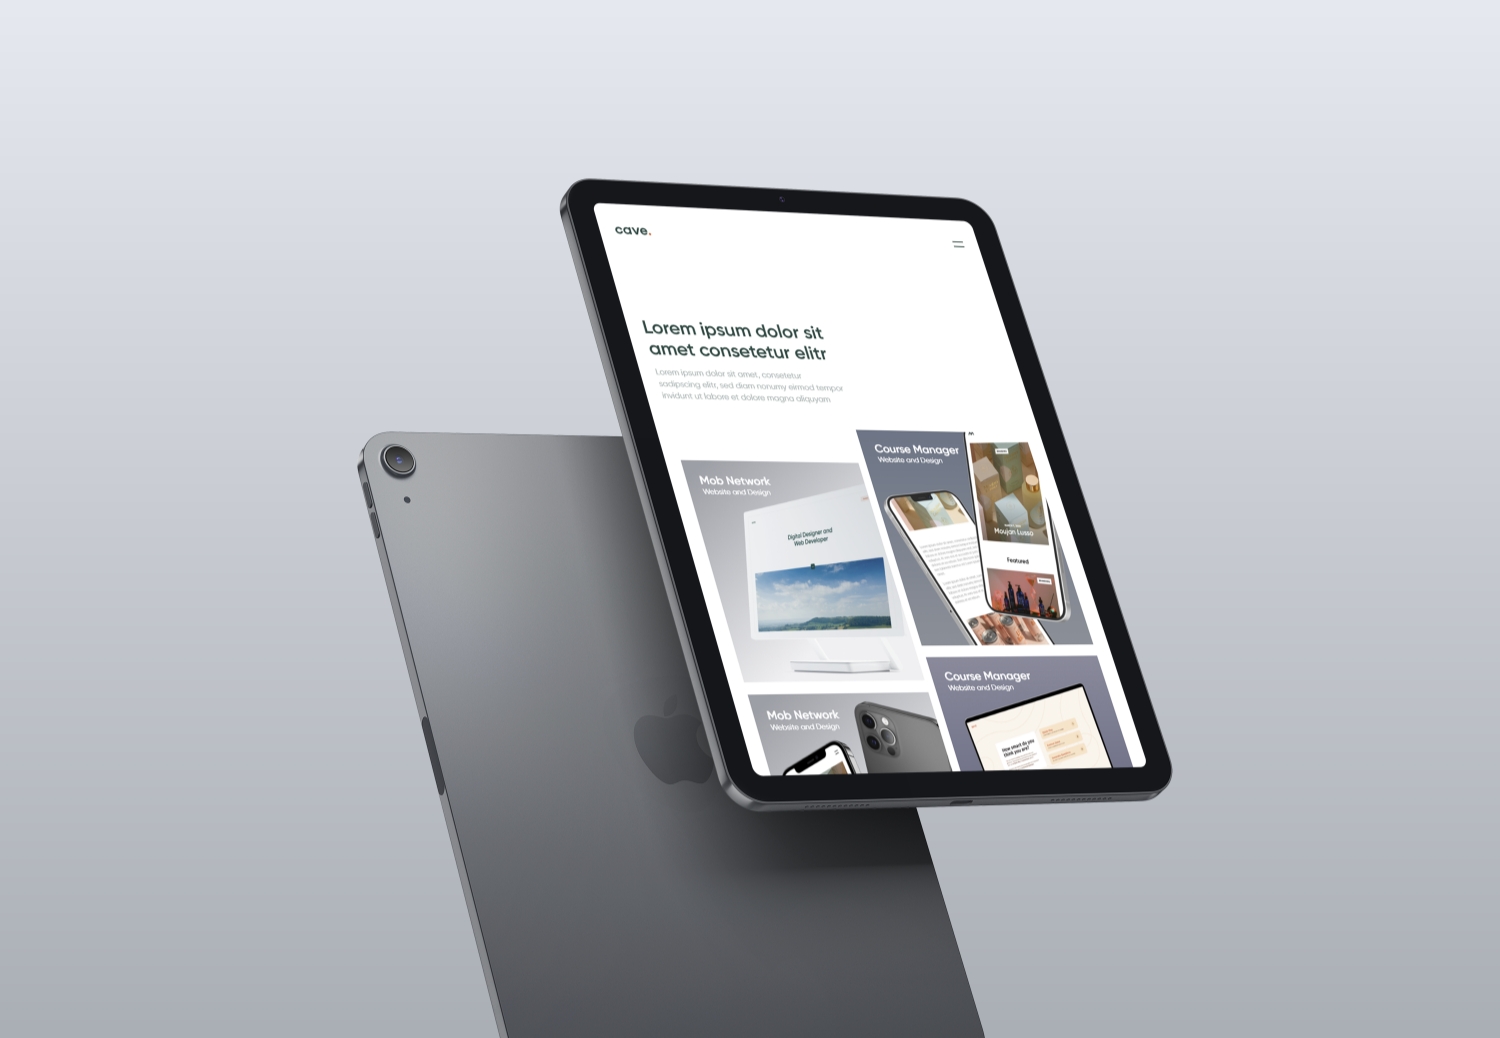 cave.
Lorem ipsum dolor sit
amet consetetur elitr
Lorem ipsum dolor sit amet, consetetur
sadipscing elitr, sed diam nonumy eirmod tempor
invidunt ut labore et dolore magna aliquyam
Mob Network
Website and Design
Digital Designer and
Web Developer
Course Manager
Website and Design
Moujan Lusso
Featured
Mob Network
Website and Design
Course Manager
Website and Design
How smart do you
think you are?